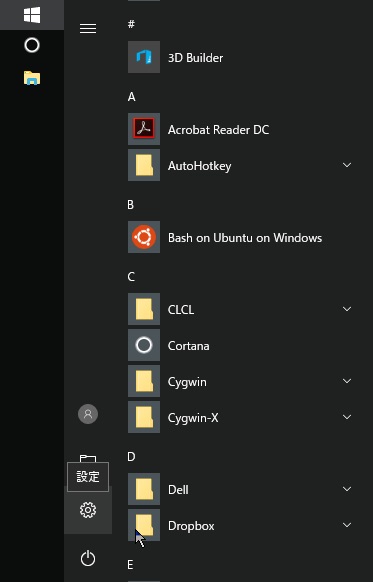 #
3D Builder
A
Acrobat Reader DC
AutoHotkey
B
Bash on Ubuntu on Windows
C
CLCL
Cortana
Cygwin
Cygwin-X
D
設定
Dell
Dropbox
E